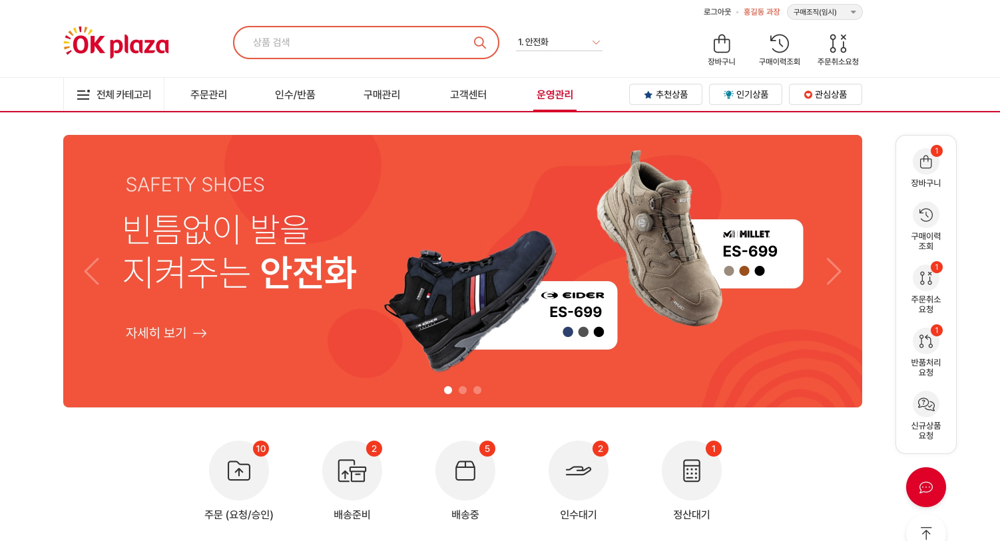 로그아웃
홍길동 과장
구매조직(임시)
OK plaza
상품 검색
1. 안전화
장바구니
구매이력조회
주문취소요청
전체 카테고리
주문관리
인수/반품
구매관리
고객센터
운영관리
추천상품
인기상품
관심상품
SAFETY SHOES
빈틈없이 발을
지켜주는 안전화
자세히 보기
MILLET
ES-699
EIDER
ES-699
1
장바구니
구매이력
조회
1
주문취소
요청
1
반품처리
요청
신규상품
요청
10
주문 (요청/승인)
2
배송준비
5
배송중
2
인수대기
1
정산대기